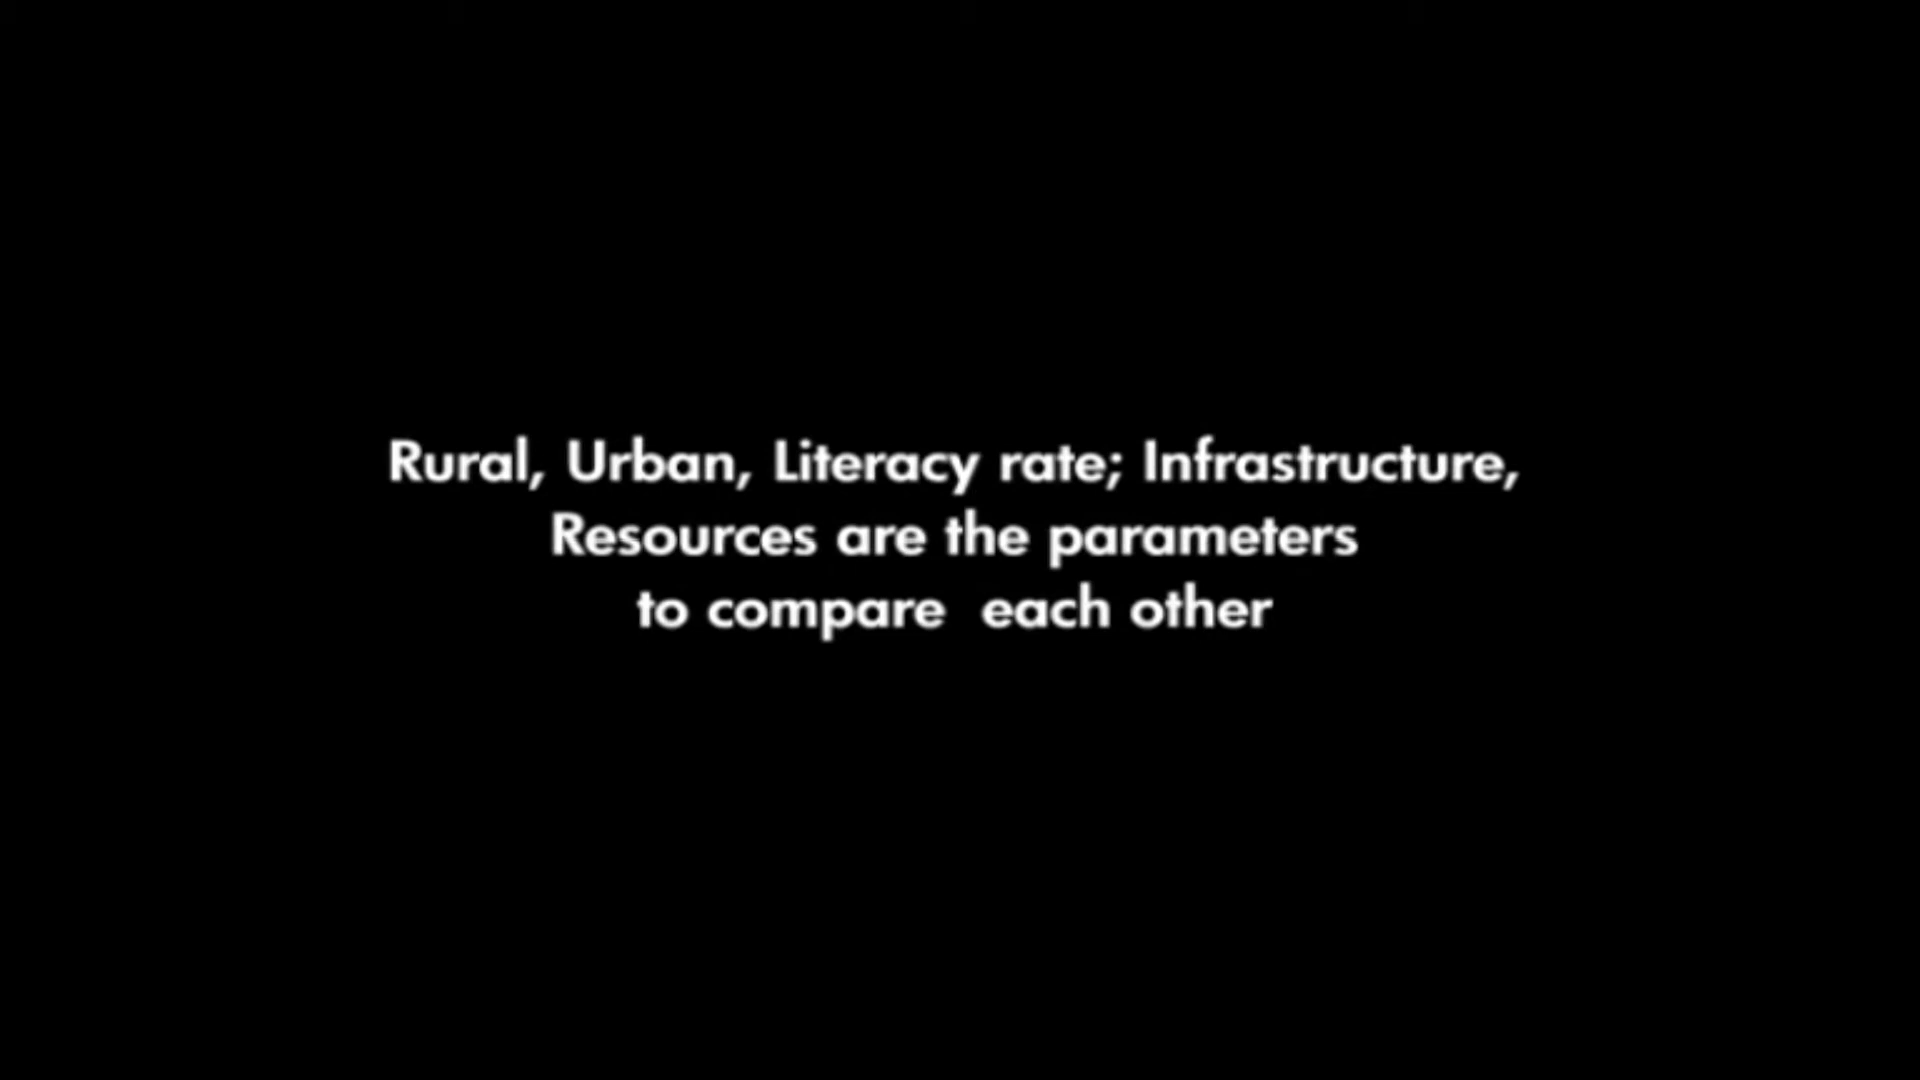 Rural, Urban, Literacy rate; Infrastructure,
Resources are the parameters
to compare  each other